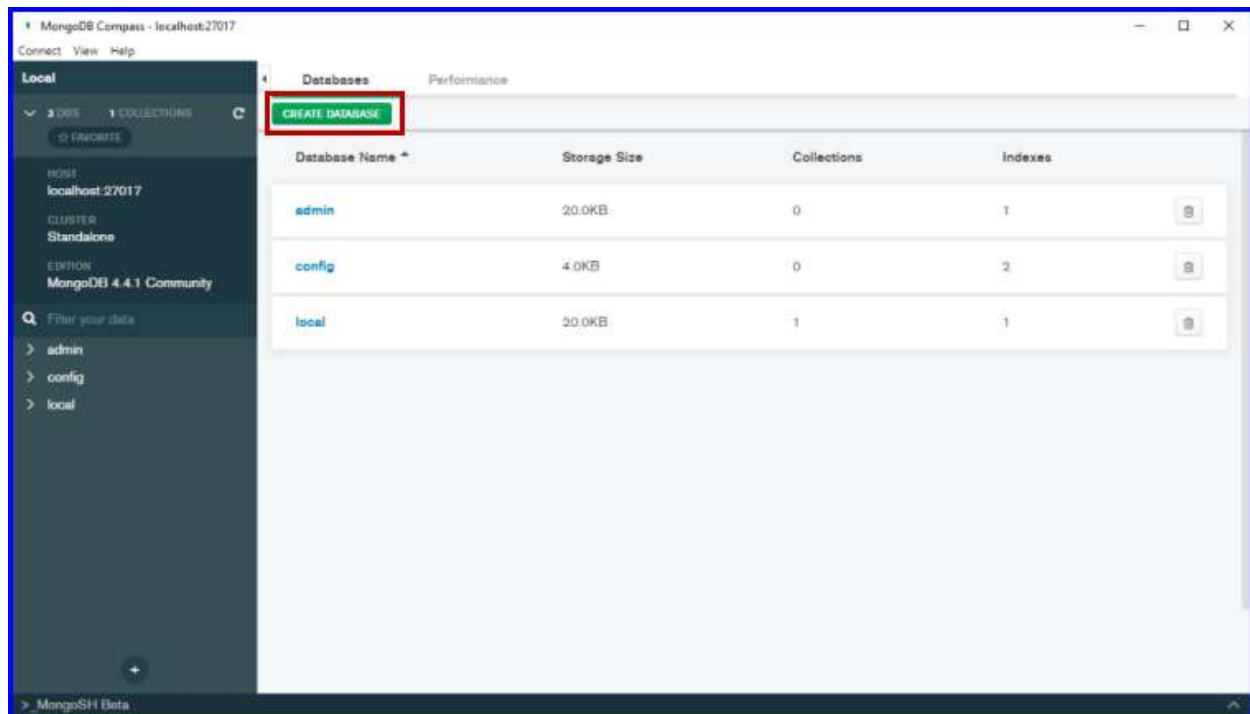 MongoDB Compass - localhost:27017
Connect View Help
Local
3 DBS 1 COLLECTIONS
FAVORITE
HOST
localhost:27017
CLUSTER
Standalone
EDITION
MongoDB 4.4.1 Community
Filter your data
admin
config
local
Databases Performance
CREATE DATABASE
Database Name Storage Size Collections Indexes
admin 20.0KB 0 1
config 4.0KB 0 2
local 20.0KB 1 1
>_MongoSH Beta